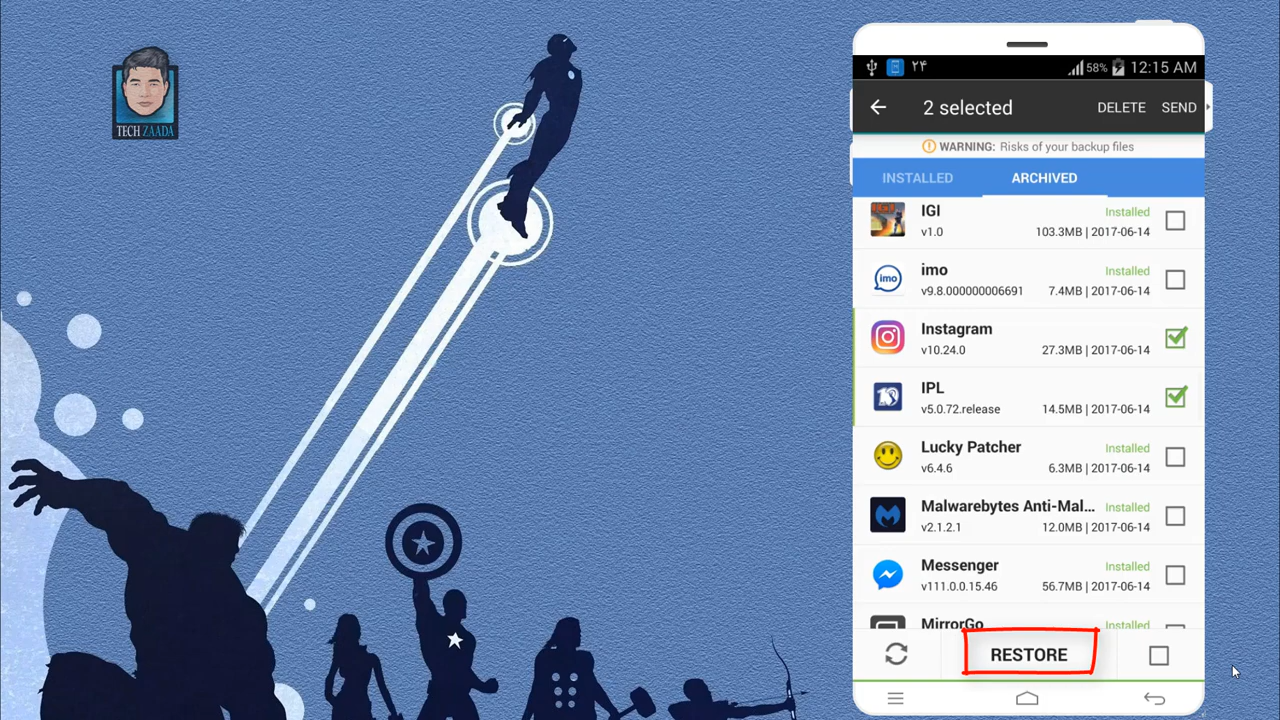 TECH ZAADA
۲۴ 58% 12:15 AM
2 selected DELETE SEND
WARNING: Risks of your backup files
INSTALLED ARCHIVED
IGI Installed
v1.0 103.3MB | 2017-06-14
imo Installed
imo
v9.8.000000006691 7.4MB | 2017-06-14
Instagram
v10.24.0 27.3MB | 2017-06-14
IPL
v5.0.72.release 14.5MB | 2017-06-14
Lucky Patcher Installed
v6.4.6 6.3MB | 2017-06-14
Malwarebytes Anti-Mal... Installed
v2.1.2.1 12.0MB | 2017-06-14
Messenger Installed
v111.0.0.15.46 56.7MB | 2017-06-14
MirrorGo Installed
RESTORE